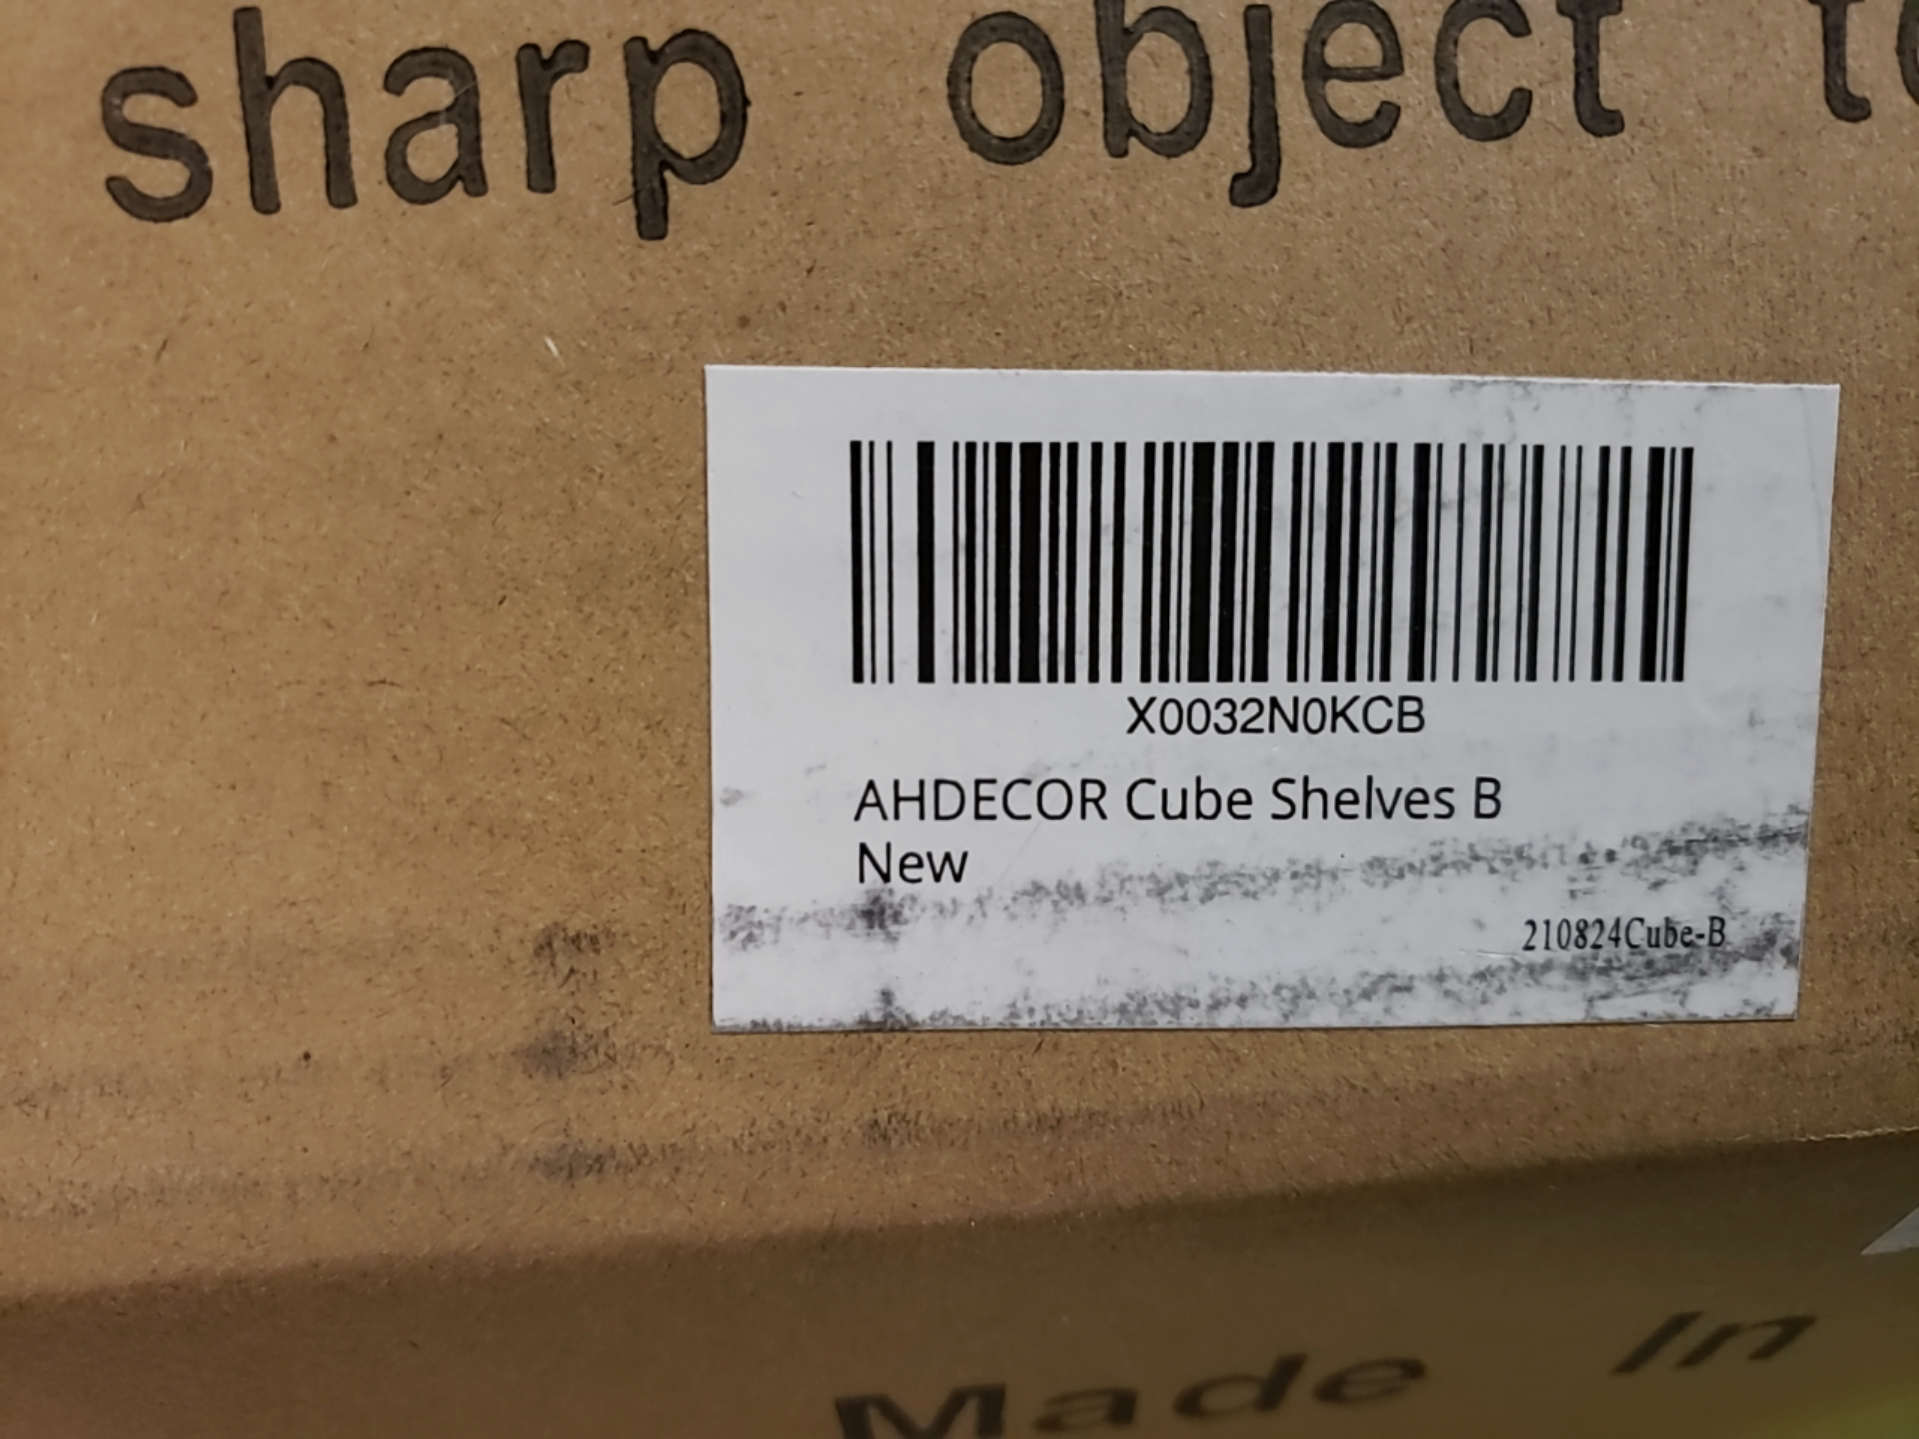 sharp object
X0032N0KCB
AHDECOR Cube Shelves B
New
210824Cube-B
Made In